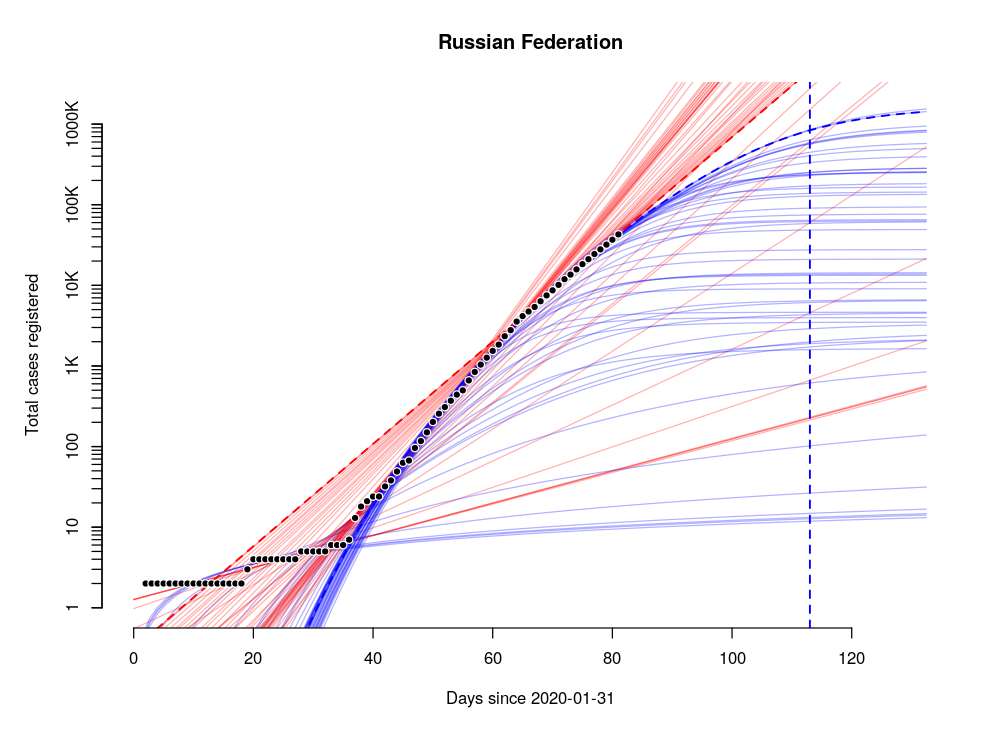 Russian Federation
1000K
100K
10K
1K
100
10
1
Total cases registered
0 20 40 60 80 100 120
Days since 2020-01-31